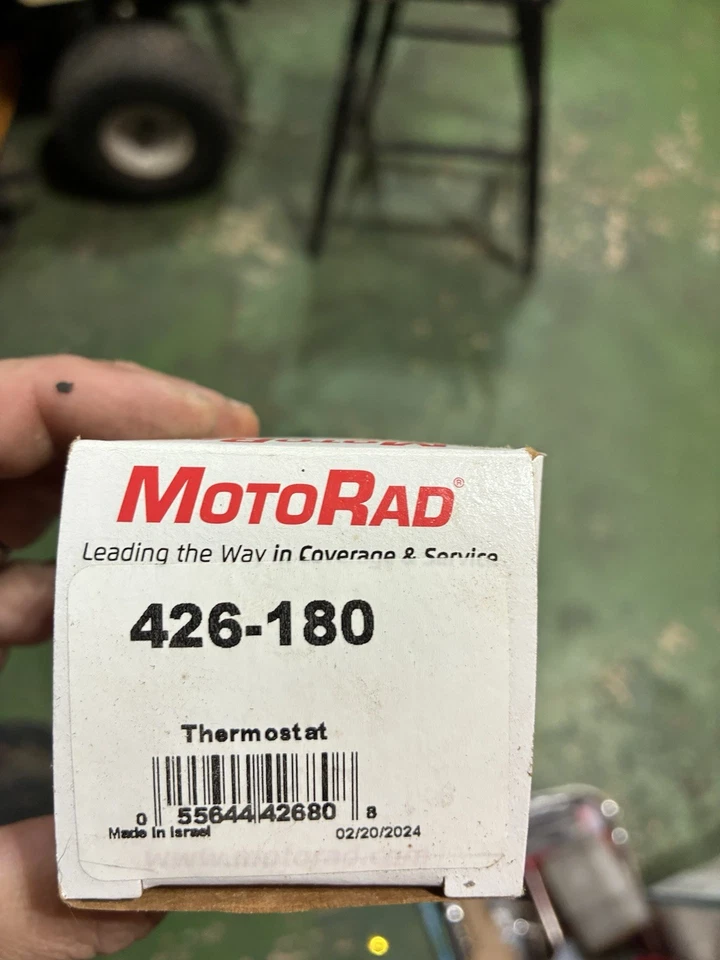 MOTORAD®
Leading the Way in Coverage & Service
426-180
Thermostat
0 55644 42680 8
Made In Israel 02/20/2024